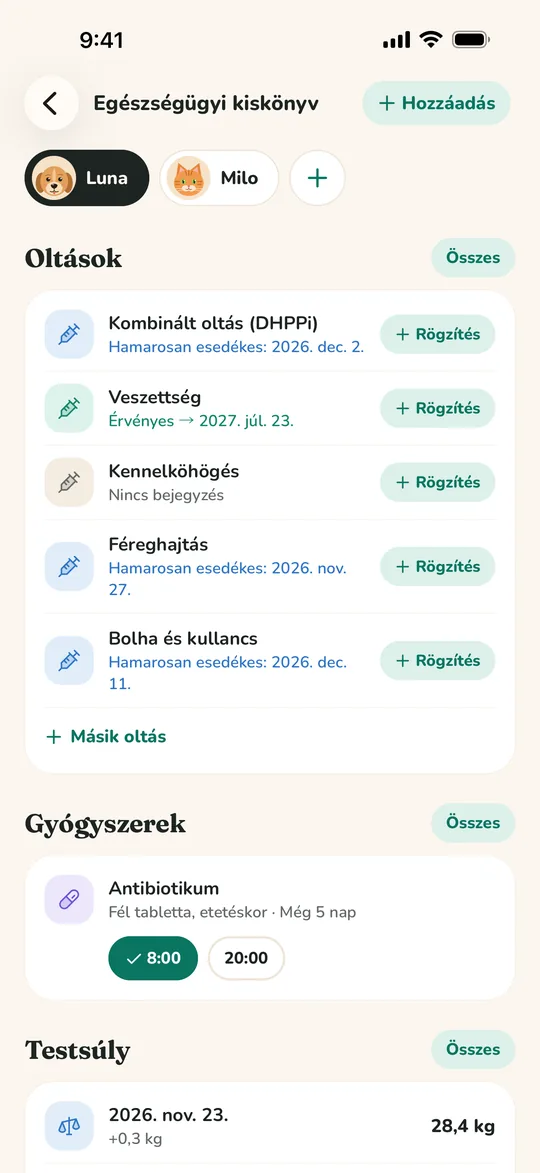 9:41
Egészségügyi kiskönyv
+ Hozzáadás
Luna
Milo
+
Oltások
Összes
Kombinált oltás (DHPPi)
Hamarosan esedékes: 2026. dec. 2.
+ Rögzítés
Veszettség
Érvényes → 2027. júl. 23.
+ Rögzítés
Kennelköhögés
Nincs bejegyzés
+ Rögzítés
Féreghajtás
Hamarosan esedékes: 2026. nov.
27.
+ Rögzítés
Bolha és kullancs
Hamarosan esedékes: 2026. dec.
11.
+ Rögzítés
+ Másik oltás
Gyógyszerek
Összes
Antibiotikum
Fél tabletta, etetéskor · Még 5 nap
✓ 8:00
20:00
Testsúly
Összes
2026. nov. 23.
+0,3 kg
28,4 kg